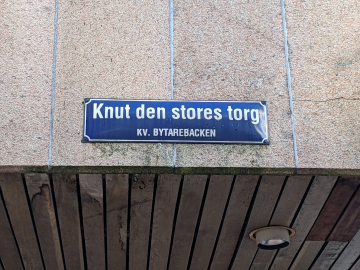 Knut den stores torg
KV. BYTAREBACKEN